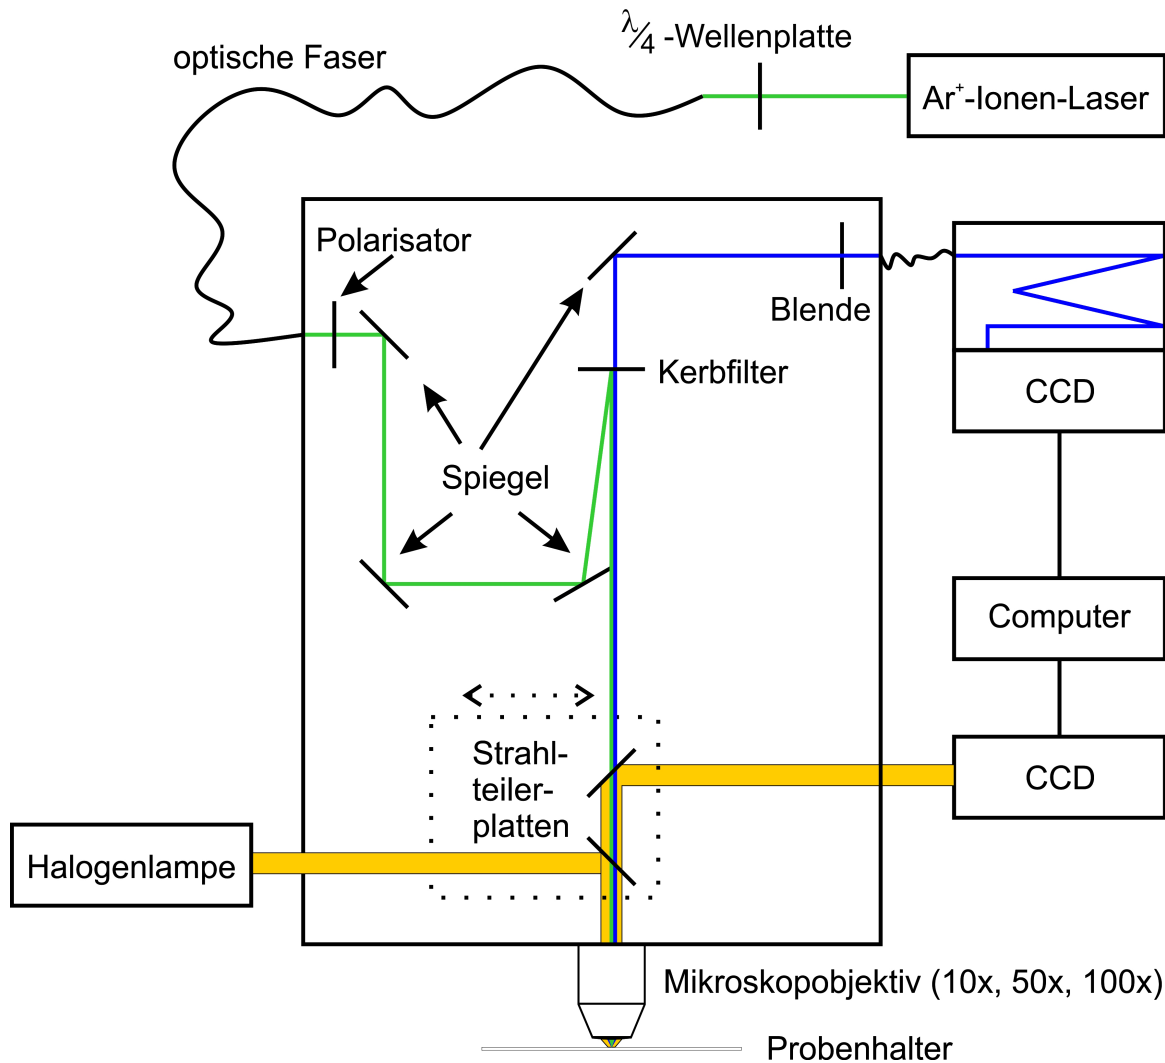 λ/4 -Wellenplatte
optische Faser
Ar⁺-Ionen-Laser
Polarisator
Blende
Kerbfilter
CCD
Spiegel
Computer
Strahl-
teiler-
platten
CCD
Halogenlampe
Mikroskopobjektiv (10x, 50x, 100x)
Probenhalter